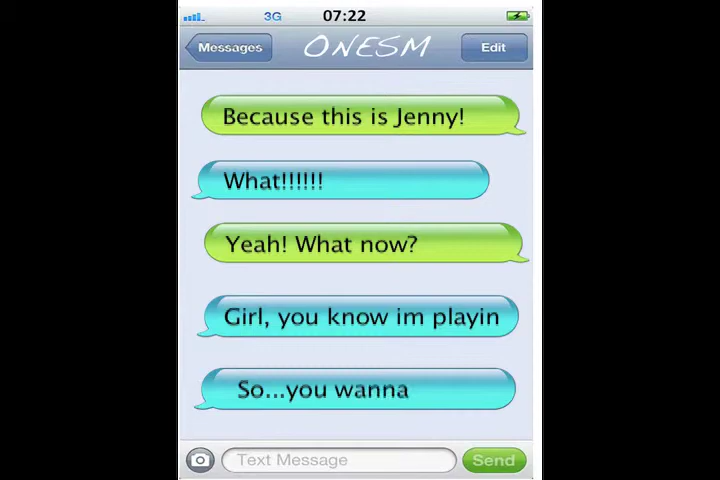 3G 07:22
Messages ONESM Edit
Because this is Jenny!
What!!!!!!
Yeah! What now?
Girl, you know im playin
So...you wanna
Text Message Send